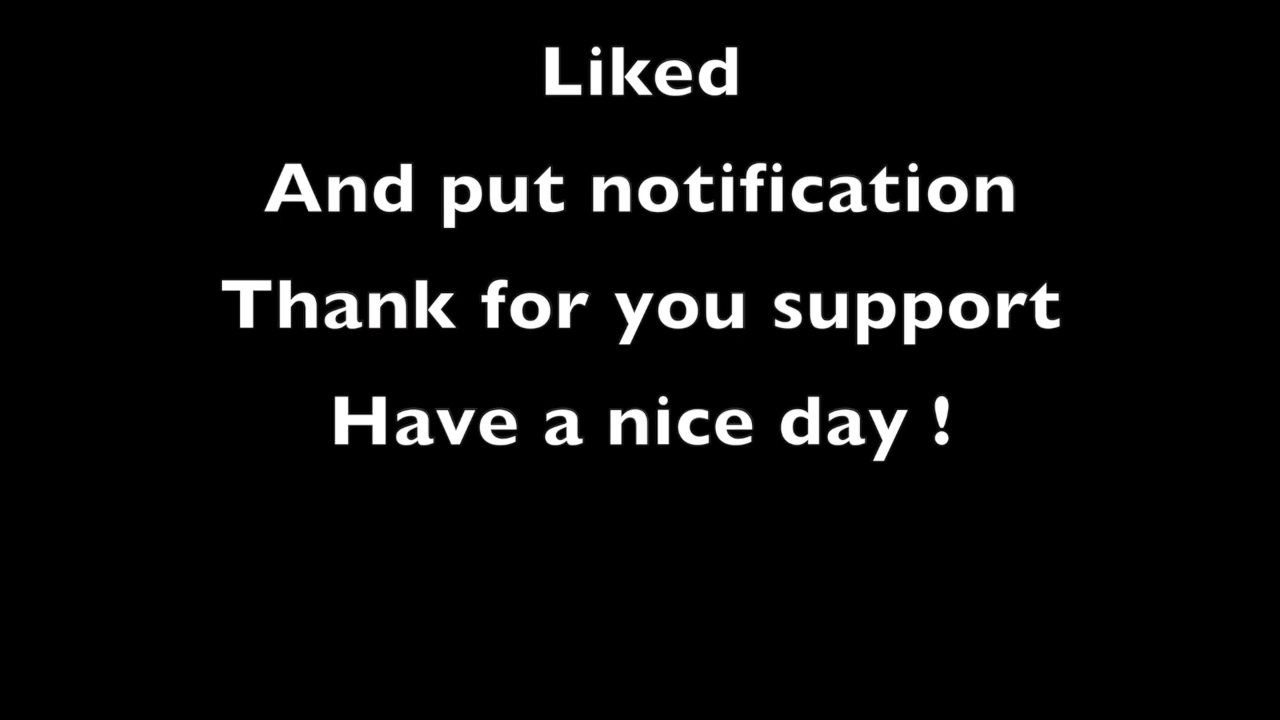 Liked
And put notification
Thank for you support
Have a nice day !